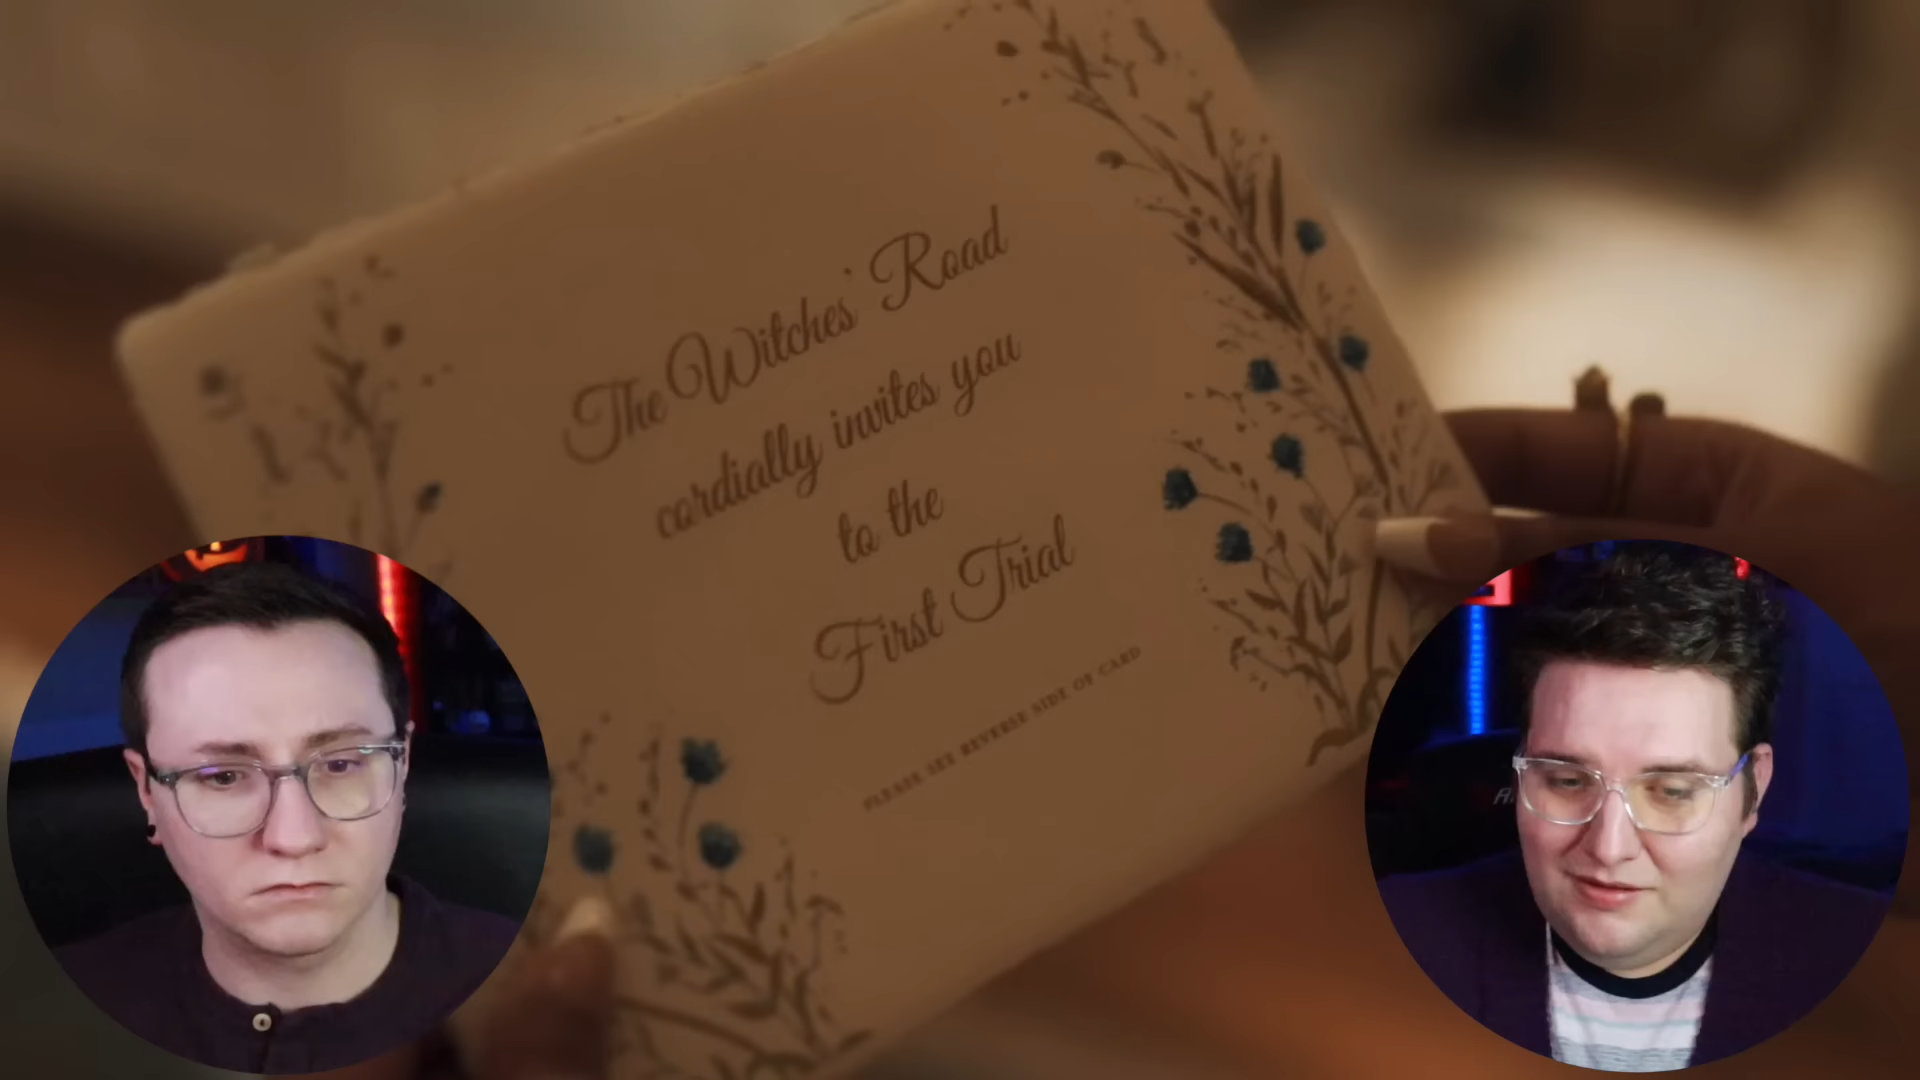 The Witches' Road
cordially invites you
to the
First Trial
PLEASE SEE REVERSE SIDE OF CARD